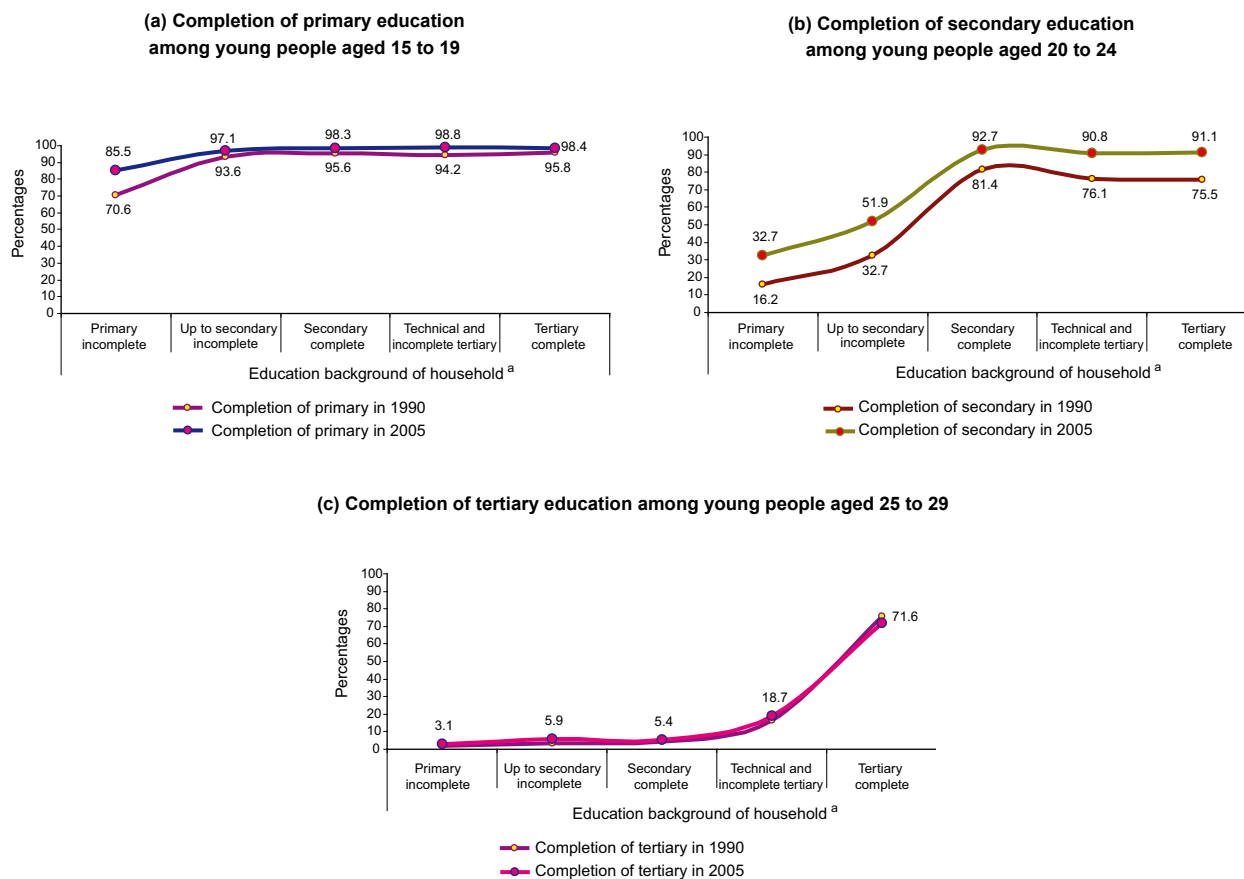 (a) Completion of primary education
among young people aged 15 to 19
100
90
80
70
60
50
40
30
20
10
0
Percentages
85.5
97.1
98.3
98.8
98.4
70.6
93.6
95.6
94.2
95.8
Primary
incomplete
Up to secondary
incomplete
Secondary
complete
Technical and
incomplete tertiary
Tertiary
complete
Education background of household a
Completion of primary in 1990
Completion of primary in 2005
(b) Completion of secondary education
among young people aged 20 to 24
100
90
80
70
60
50
40
30
20
10
0
Percentages
32.7
51.9
92.7
90.8
91.1
16.2
32.7
81.4
76.1
75.5
Primary
incomplete
Up to secondary
incomplete
Secondary
complete
Technical and
incomplete tertiary
Tertiary
complete
Education background of household a
Completion of secondary in 1990
Completion of secondary in 2005
(c) Completion of tertiary education among young people aged 25 to 29
100
90
80
70
60
50
40
30
20
10
0
Percentages
3.1
5.9
5.4
18.7
71.6
Primary
incomplete
Up to secondary
incomplete
Secondary
complete
Technical and
incomplete tertiary
Tertiary
complete
Education background of household a
Completion of tertiary in 1990
Completion of tertiary in 2005